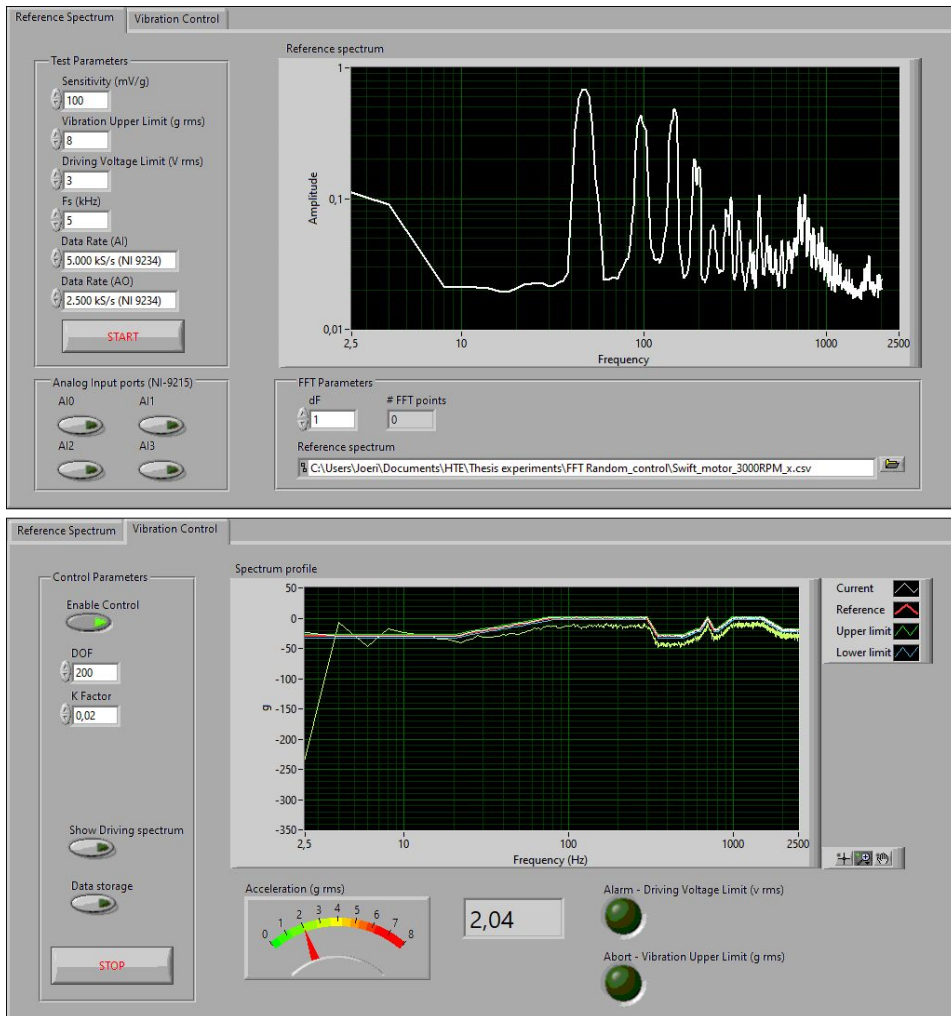 Reference Spectrum
Vibration Control
Test Parameters
Sensitivity (mV/g)
100
Vibration Upper Limit (g rms)
8
Driving Voltage Limit (V rms)
3
Fs (kHz)
5
Data Rate (AI)
5.000 kS/s (NI 9234)
Data Rate (AO)
2.500 kS/s (NI 9234)
START
Analog Input ports (NI-9215)
AI0
AI1
AI2
AI3
Reference spectrum
Amplitude
1
0,1
0,01
2,5
10
100
1000
2500
Frequency
FFT Parameters
dF
1
# FFT points
0
Reference spectrum
C:\Users\Joeri\Documents\HTE\Thesis experiments\FFT Random_control\Swift_motor_3000RPM_x.csv
Reference Spectrum
Vibration Control
Control Parameters
Enable Control
DOF
200
K Factor
0,02
Show Driving spectrum
Data storage
STOP
Spectrum profile
g
50
0
-50
-100
-150
-200
-250
-300
-350
2,5
10
100
1000
2500
Frequency (Hz)
Current
Reference
Upper limit
Lower limit
Acceleration (g rms)
0
1
2
3
4
5
6
7
8
2,04
Alarm - Driving Voltage Limit (v rms)
Abort - Vibration Upper Limit (g rms)